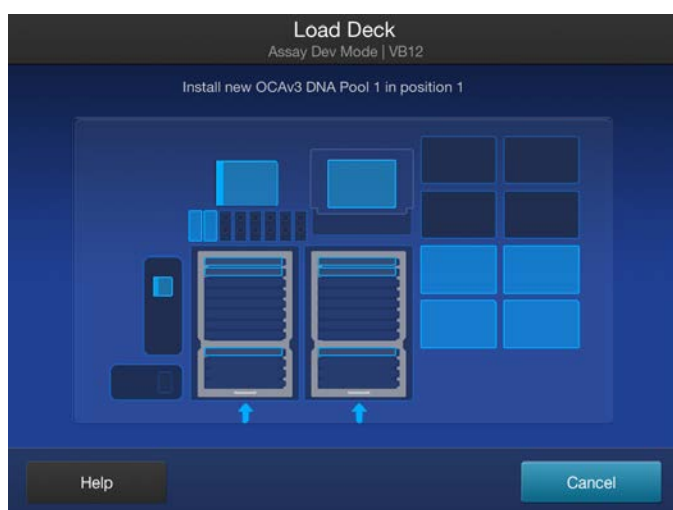 Load Deck
Assay Dev Mode | VB12
Install new OCAv3 DNA Pool 1 in position 1
Help
Cancel